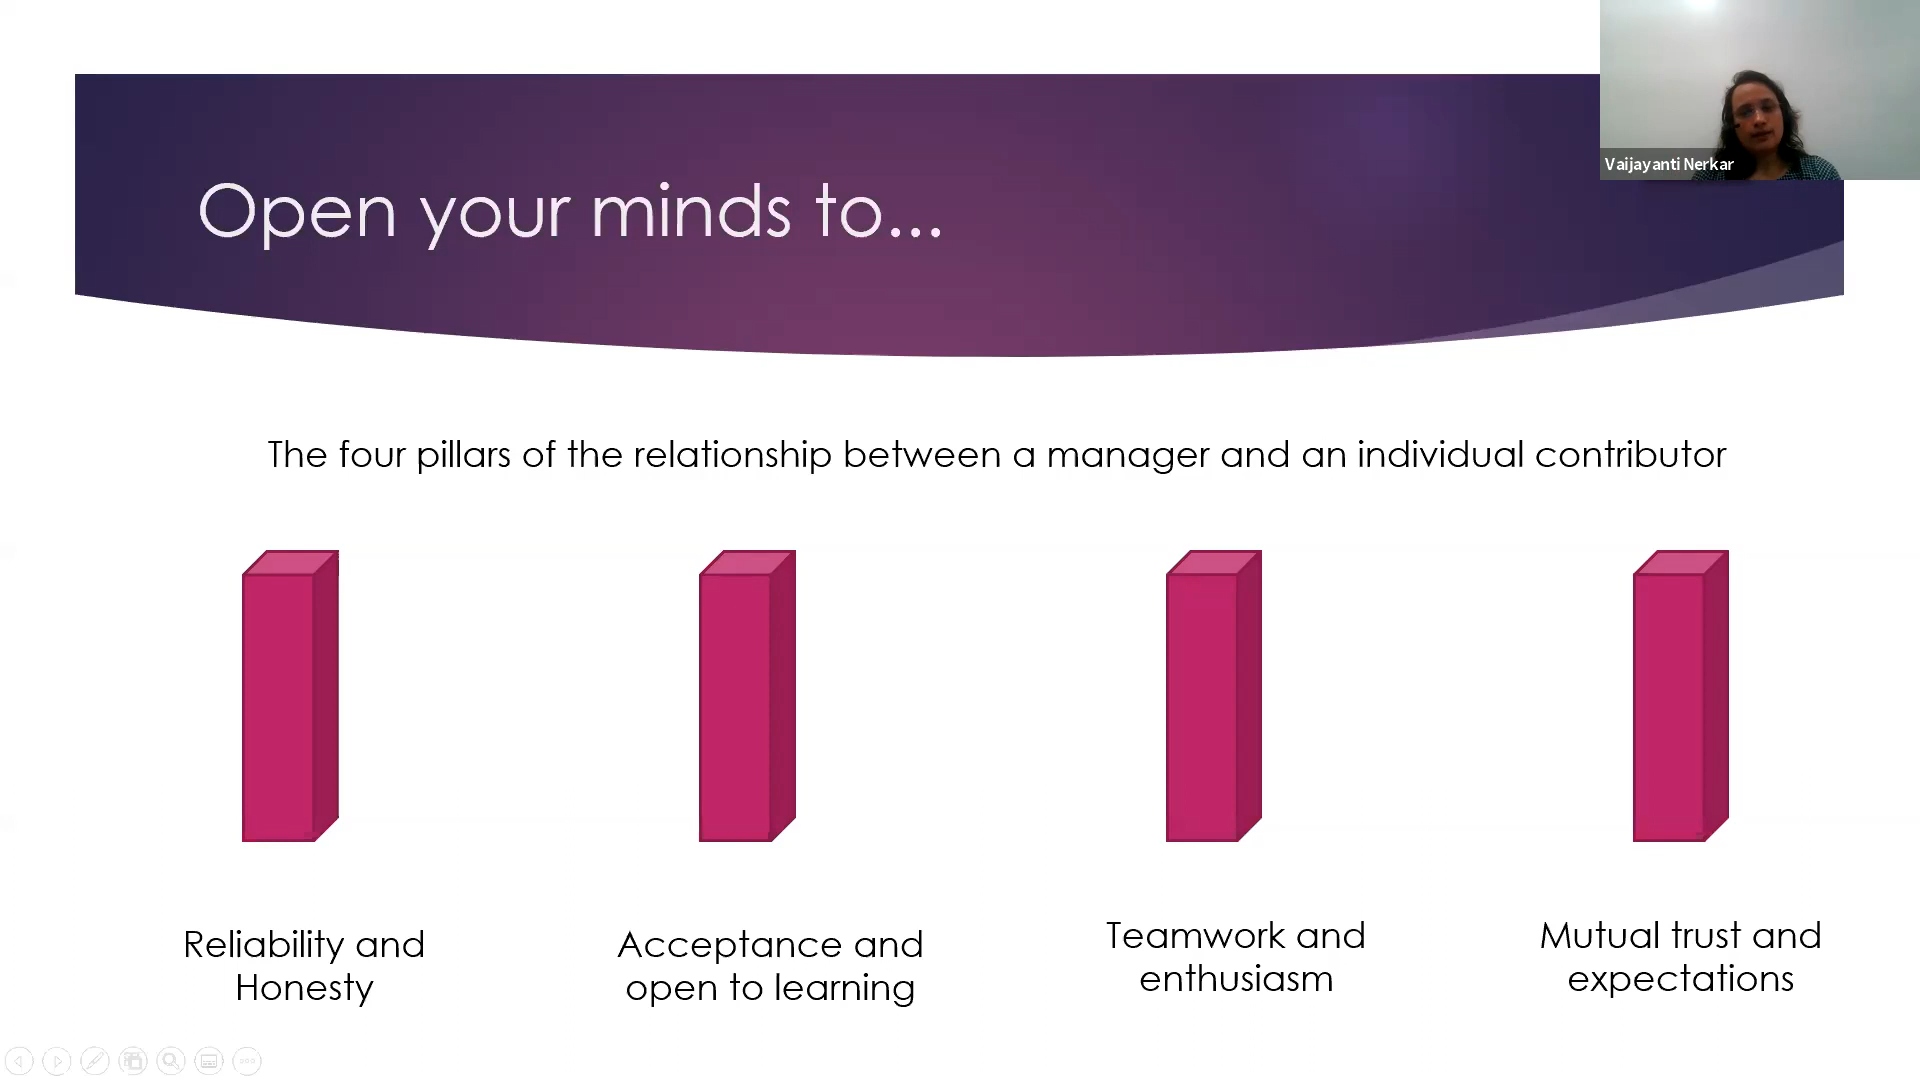 Vaijayanti Nerkar
Open your minds to...
The four pillars of the relationship between a manager and an individual contributor
Reliability and
Honesty
Acceptance and
open to learning
Teamwork and
enthusiasm
Mutual trust and
expectations